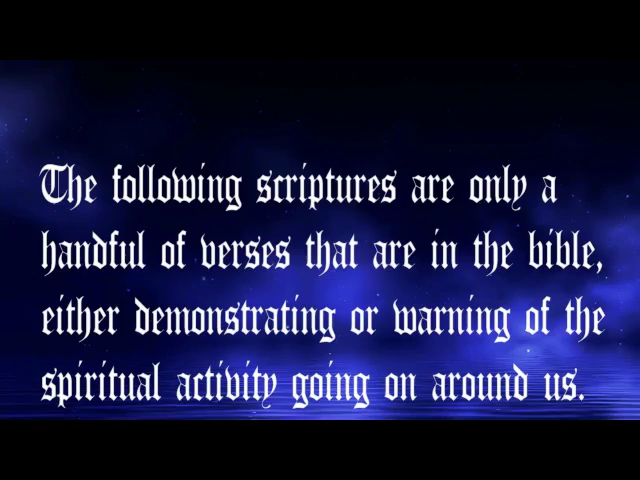 The following scriptures are only a
handful of verses that are in the bible,
either demonstrating or warning of the
spiritual activity going on around us.